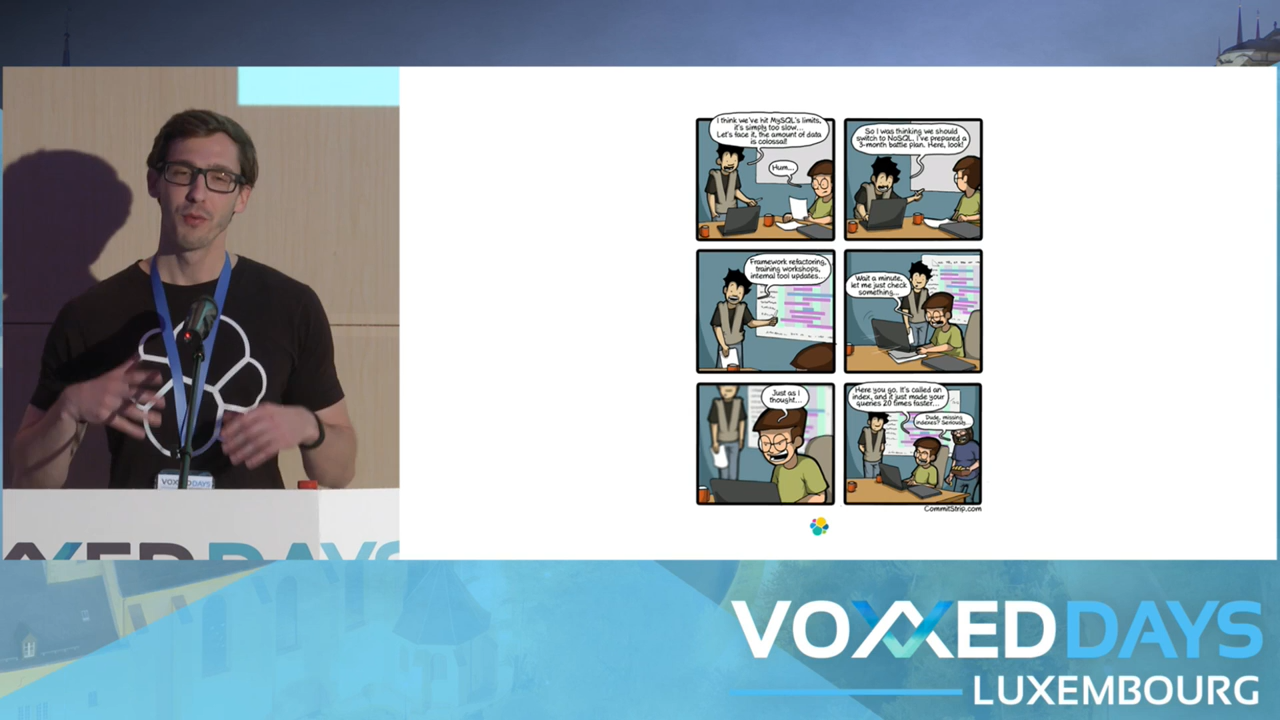 I think we've hit MySQL's limits,
it's simply too slow...
Let's face it, the amount of data
is colossal!
Hum...
So I was thinking we should
switch to NoSQL. I've prepared a
3-month battle plan. Here, look!
Framework refactoring,
training workshops,
internal tool updates...
Wait a minute,
let me just check
something...
Just as I
thought...
Here you go. It's called an
index, and it just made your
queries 20 times faster...
Dude, missing
indexes? Seriously...
CommitStrip.com
VOXXEDDAYS
VOXXED DAYS
VOXXEDDAYS
LUXEMBOURG